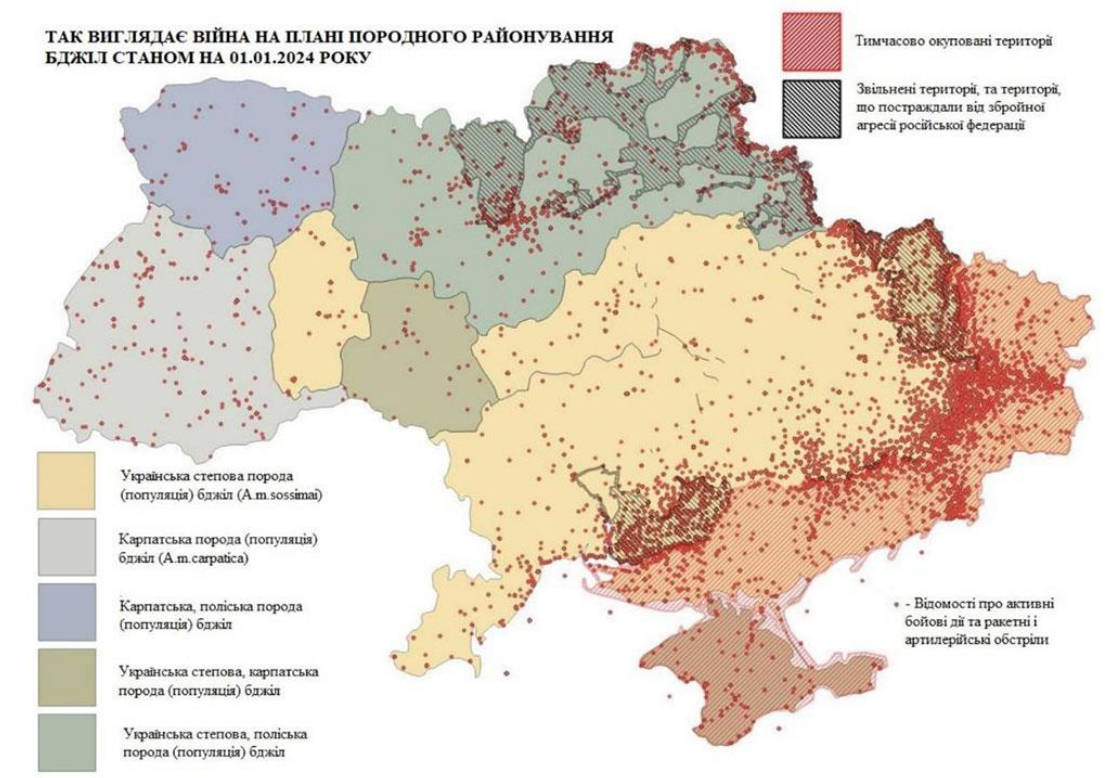 ТАК ВИГЛЯДАЄ ВІЙНА НА ПЛАНІ ПОРОДНОГО РАЙОНУВАННЯ
БДЖІЛ СТАНОМ НА 01.01.2024 РОКУ
Тимчасово окуповані території
Звільнені території, та території,
що постраждали від збройної
агресії російської федерації
Українська степова порода
(популяція) бджіл (A.m.sossimai)
Карпатська порода (популяція)
бджіл (A.m.carpatica)
Карпатська, поліська порода
(популяція) бджіл
Українська степова, карпатська
порода (популяція) бджіл
Українська степова, поліська
порода (популяція) бджіл
- Відомості про активні
бойові дії та ракетні і
артилерійські обстріли